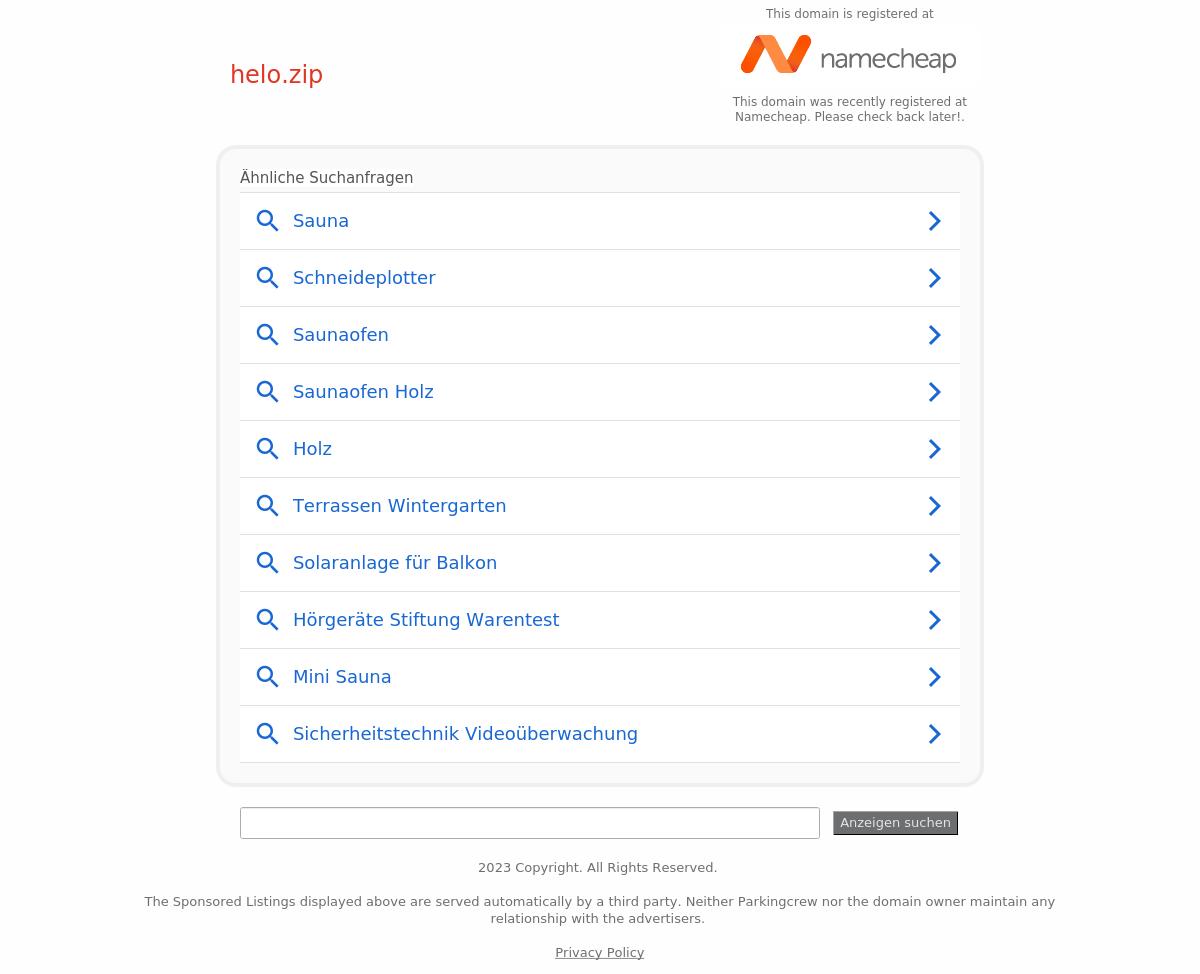 This domain is registered at
namecheap
helo.zip
This domain was recently registered at
Namecheap. Please check back later!.
Ähnliche Suchanfragen
Sauna
Schneideplotter
Saunaofen
Saunaofen Holz
Holz
Terrassen Wintergarten
Solaranlage für Balkon
Hörgeräte Stiftung Warentest
Mini Sauna
Sicherheitstechnik Videoüberwachung
Anzeigen suchen
2023 Copyright. All Rights Reserved.
The Sponsored Listings displayed above are served automatically by a third party. Neither Parkingcrew nor the domain owner maintain any
relationship with the advertisers.
Privacy Policy